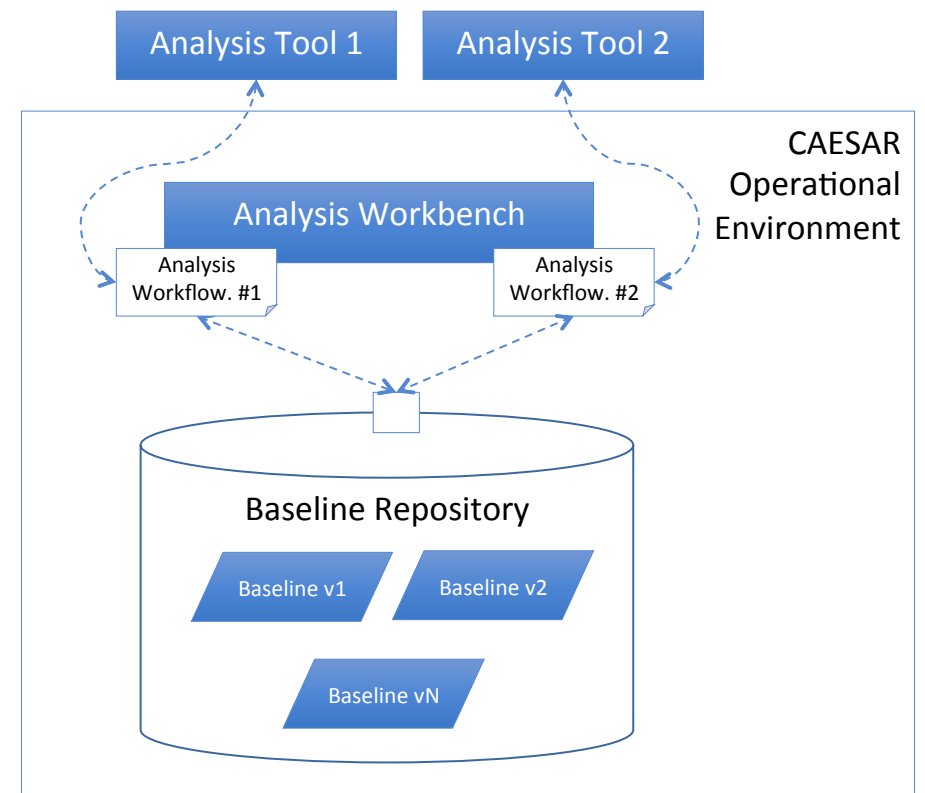 Analysis Tool 1
Analysis Tool 2
CAESAR
Operational
Environment
Analysis Workbench
Analysis
Workflow. #1
Analysis
Workflow. #2
Baseline Repository
Baseline v1
Baseline v2
Baseline vN